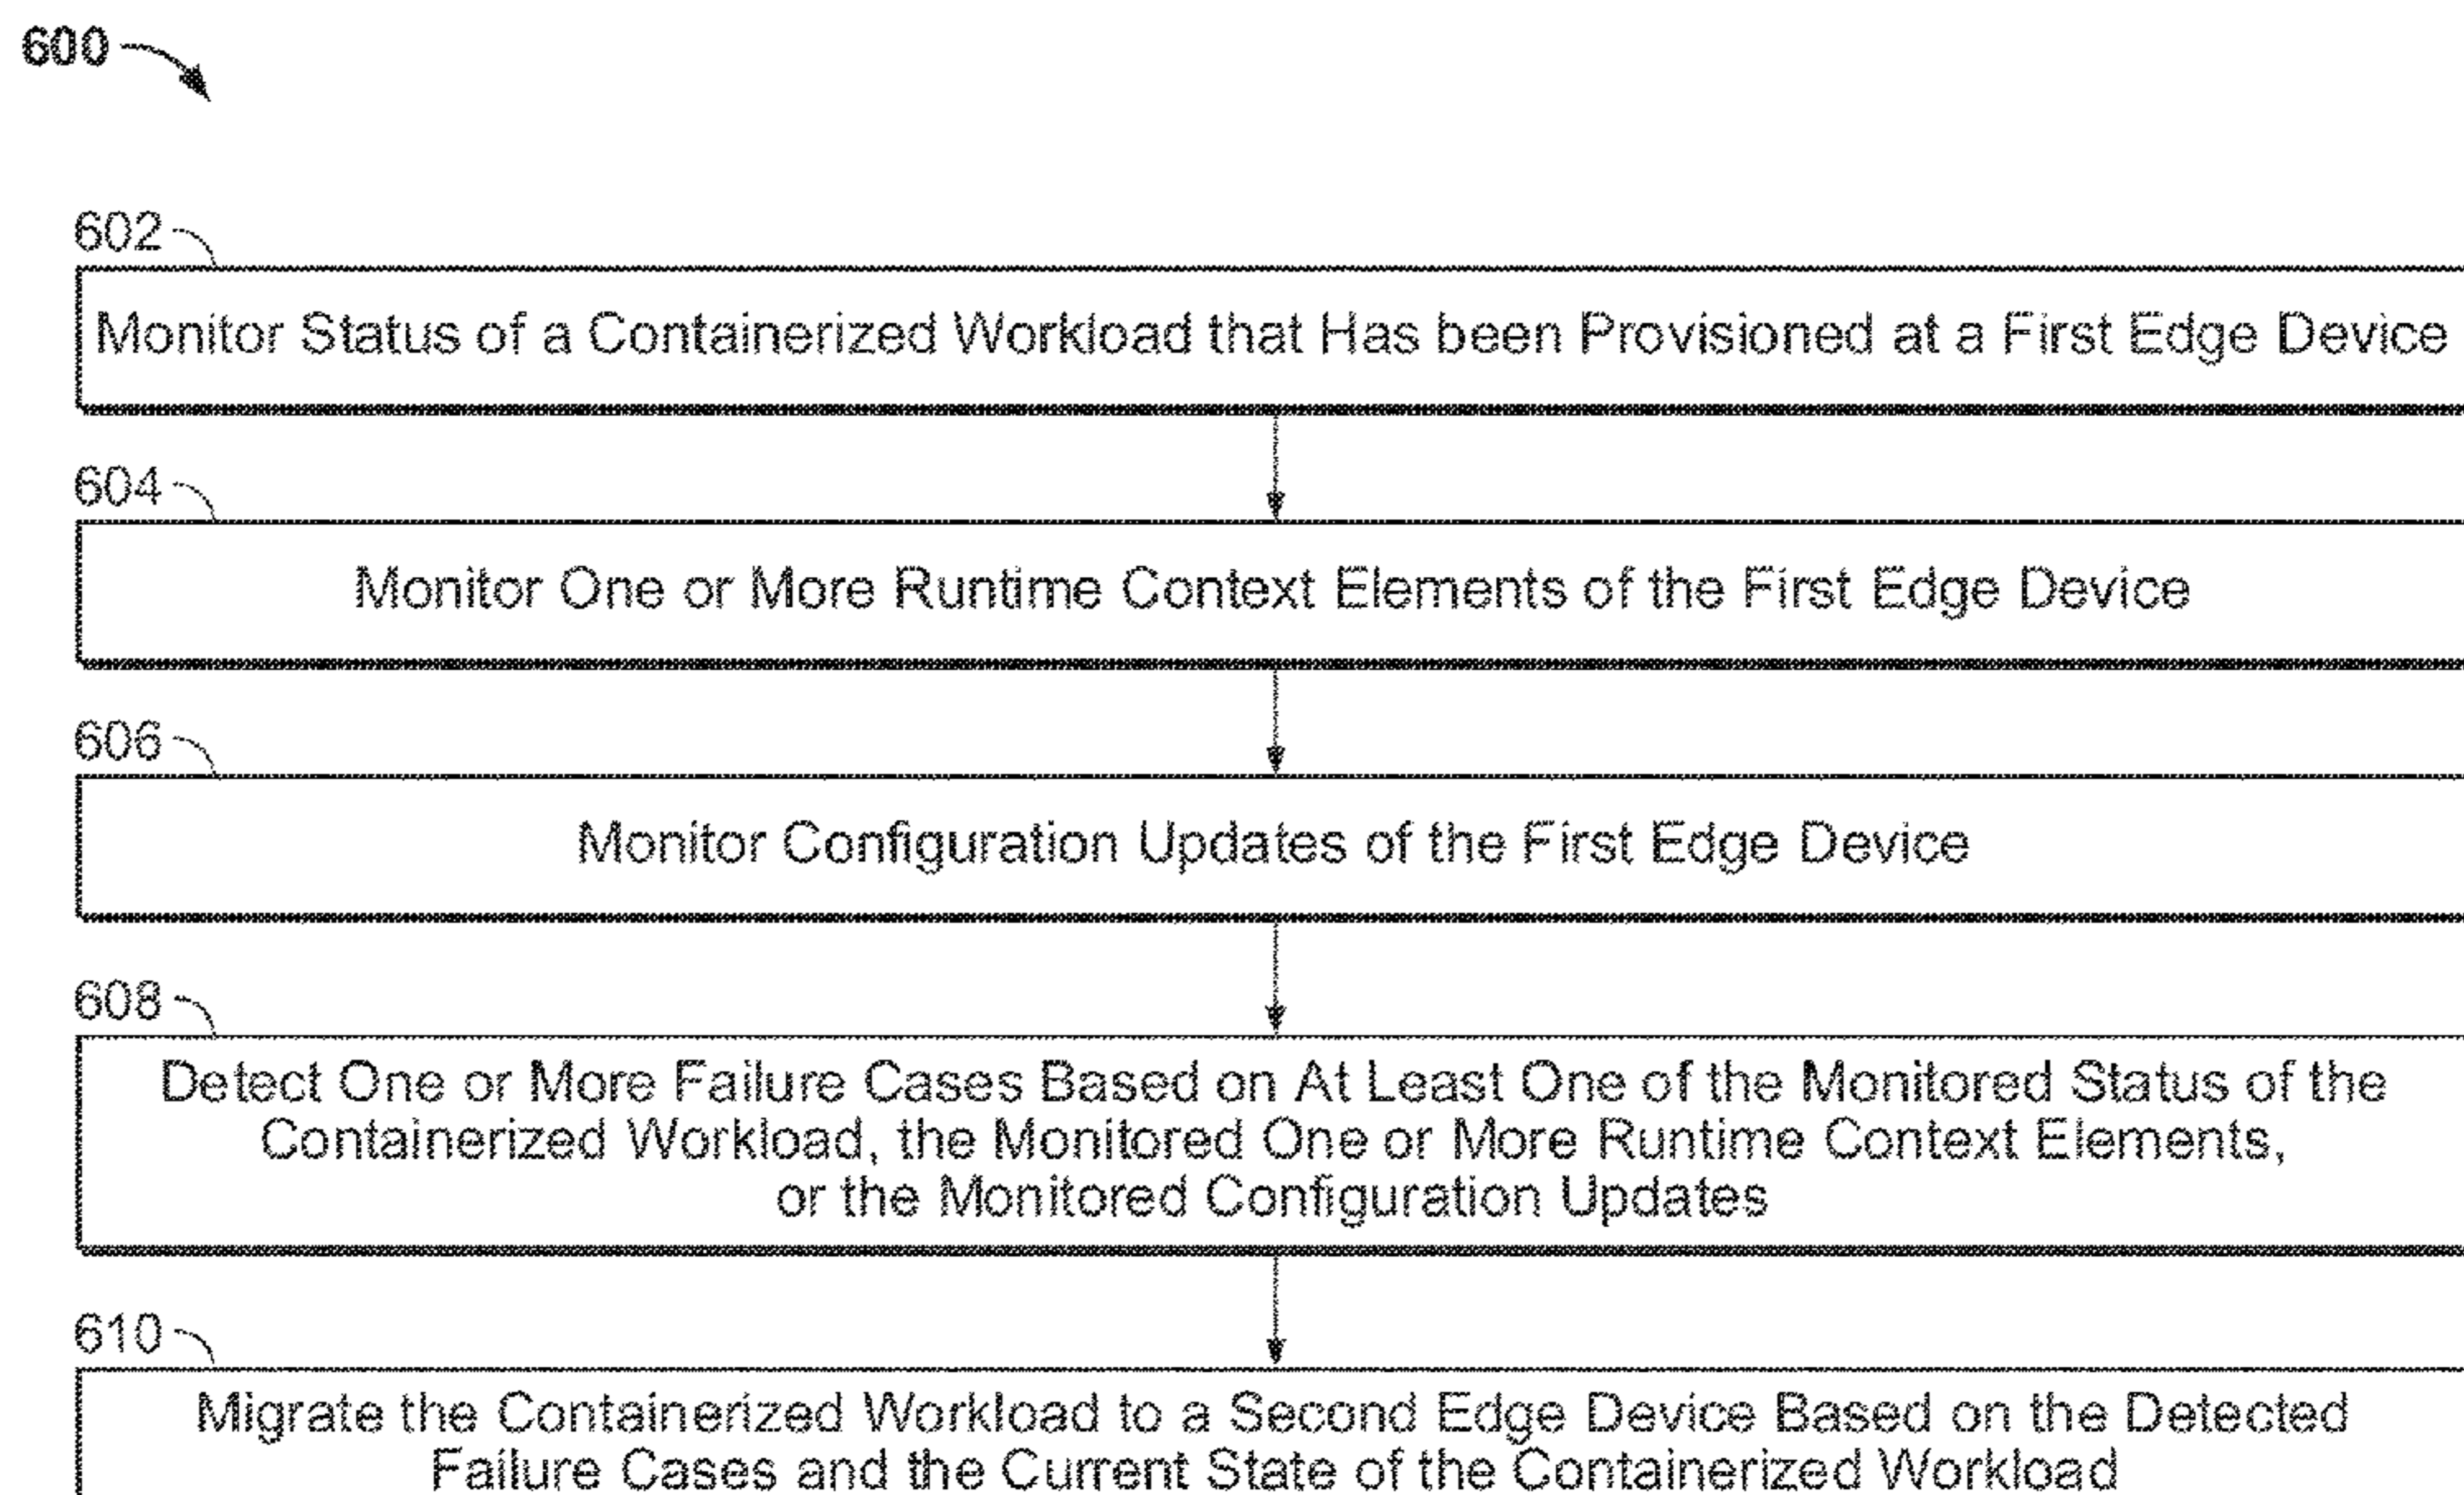 600
602
Monitor Status of a Containerized Workload that Has been Provisioned at a First Edge Device
604
Monitor One or More Runtime Context Elements of the First Edge Device
606
Monitor Configuration Updates of the First Edge Device
608
Detect One or More Failure Cases Based on At Least One of the Monitored Status of the
Containerized Workload, the Monitored One or More Runtime Context Elements,
or the Monitored Configuration Updates
610
Migrate the Containerized Workload to a Second Edge Device Based on the Detected
Failure Cases and the Current State of the Containerized Workload